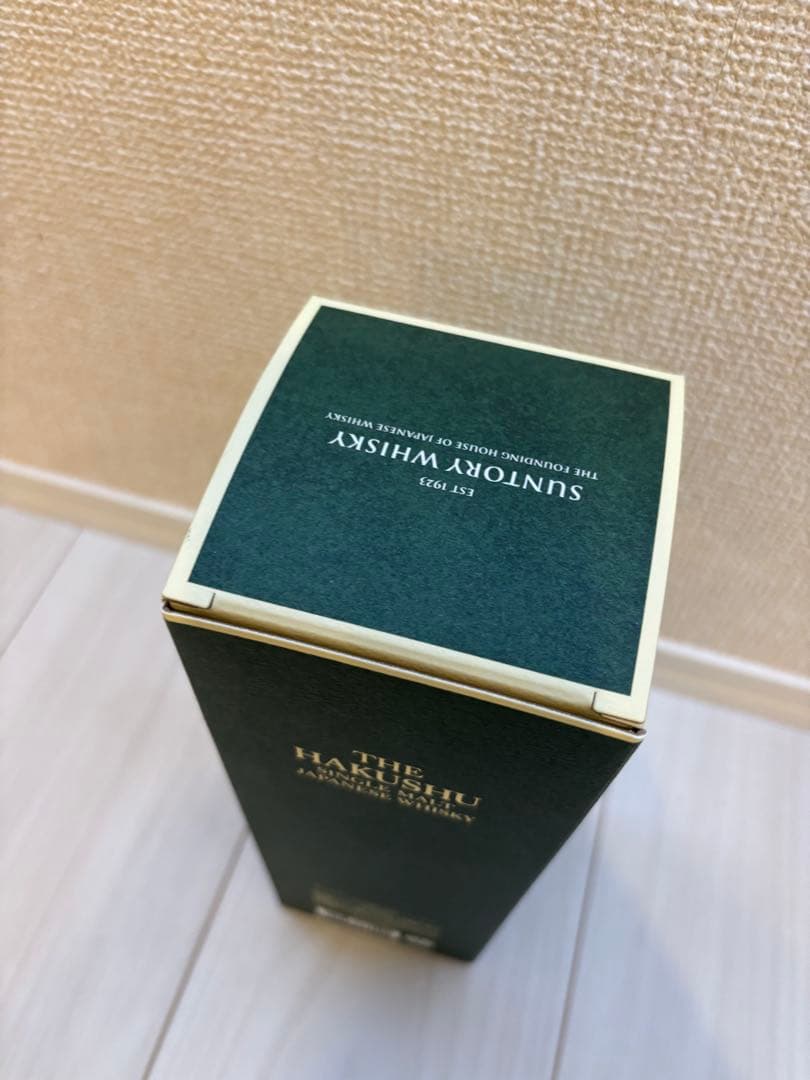 EST 1923
SUNTORY WHISKY
THE FOUNDING HOUSE OF JAPANESE WHISKY
THE
HAKUSHU
SINGLE MALT
JAPANESE WHISKY